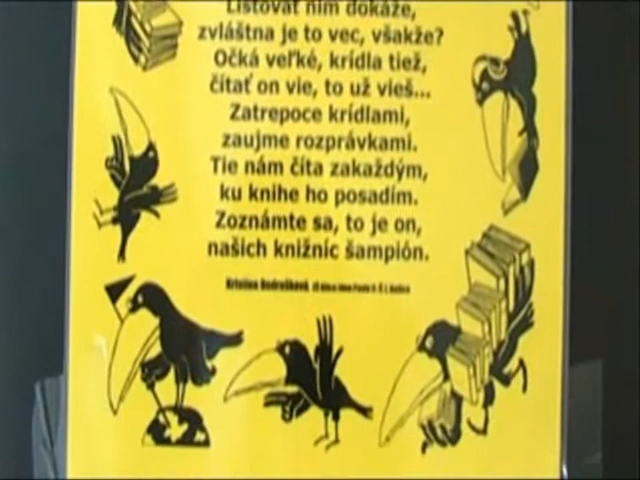 Listovať ním dokáže,
zvláštna je to vec, všakže?
Očká veľké, krídla tiež,
čítať on vie, to už vieš...
Zatrepoce krídlami,
zaujme rozprávkami.
Tie nám číta zakaždým,
ku knihe ho posadím.
Zoznámte sa, to je on,
našich knižníc šampión.